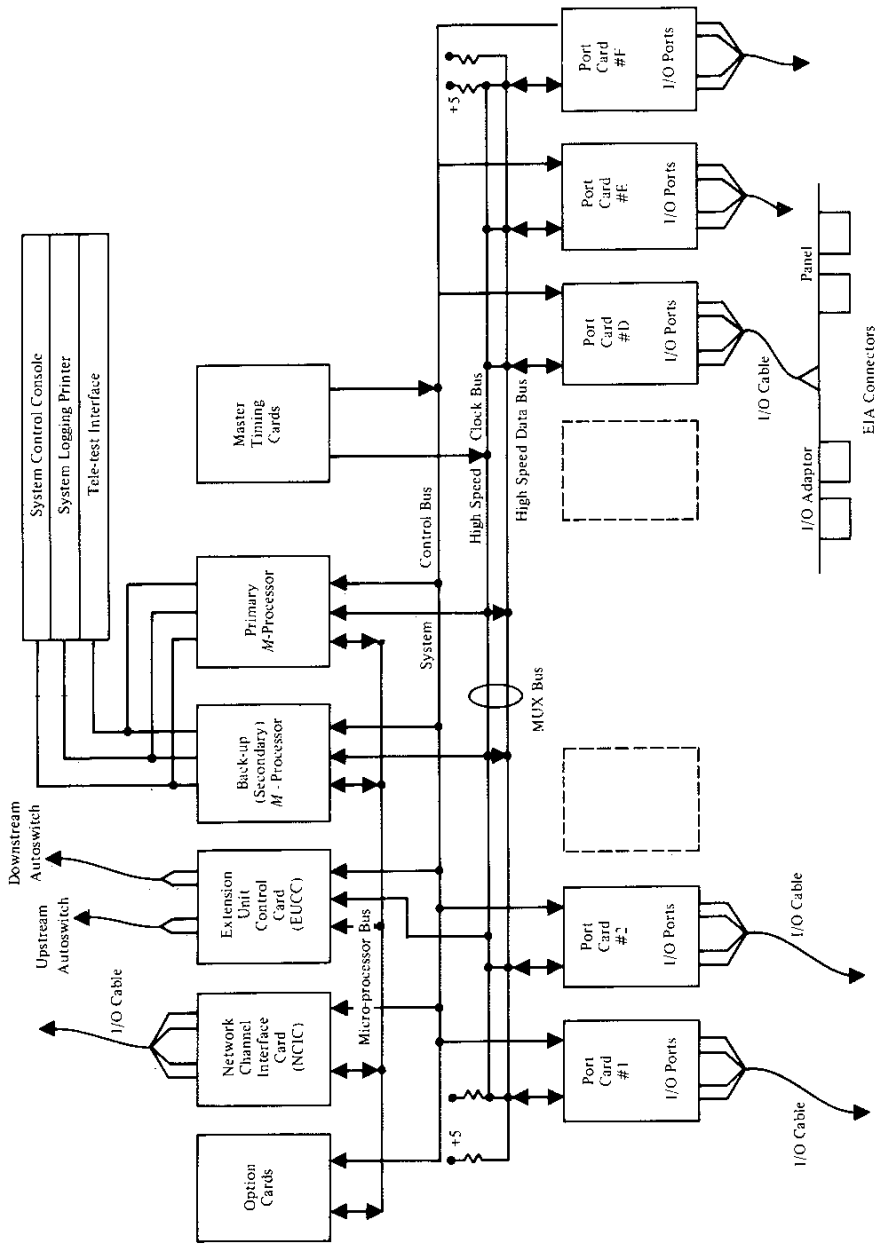 System Control Console
System Logging Printer
Tele-test Interface
Downstream
Autoswitch
Upstream
Autoswitch
I/O Cable
Option
Cards
Network
Channel
Interface
Card
(NCIC)
Extension
Unit
Control
Card
(EUCC)
Back-up
(Secondary)
M - Processor
Primary
M-Processor
Master
Timing
Cards
Micro-processor Bus
System Control Bus
+5
+5
High Speed Clock Bus
High Speed Data Bus
MUX Bus
Port
Card
#1
I/O Ports
Port
Card
#2
I/O Ports
Port
Card
#D
I/O Ports
Port
Card
#E
I/O Ports
Port
Card
#F
I/O Ports
I/O Cable
I/O Cable
I/O Cable
I/O Adaptor Panel
EIA Connectors